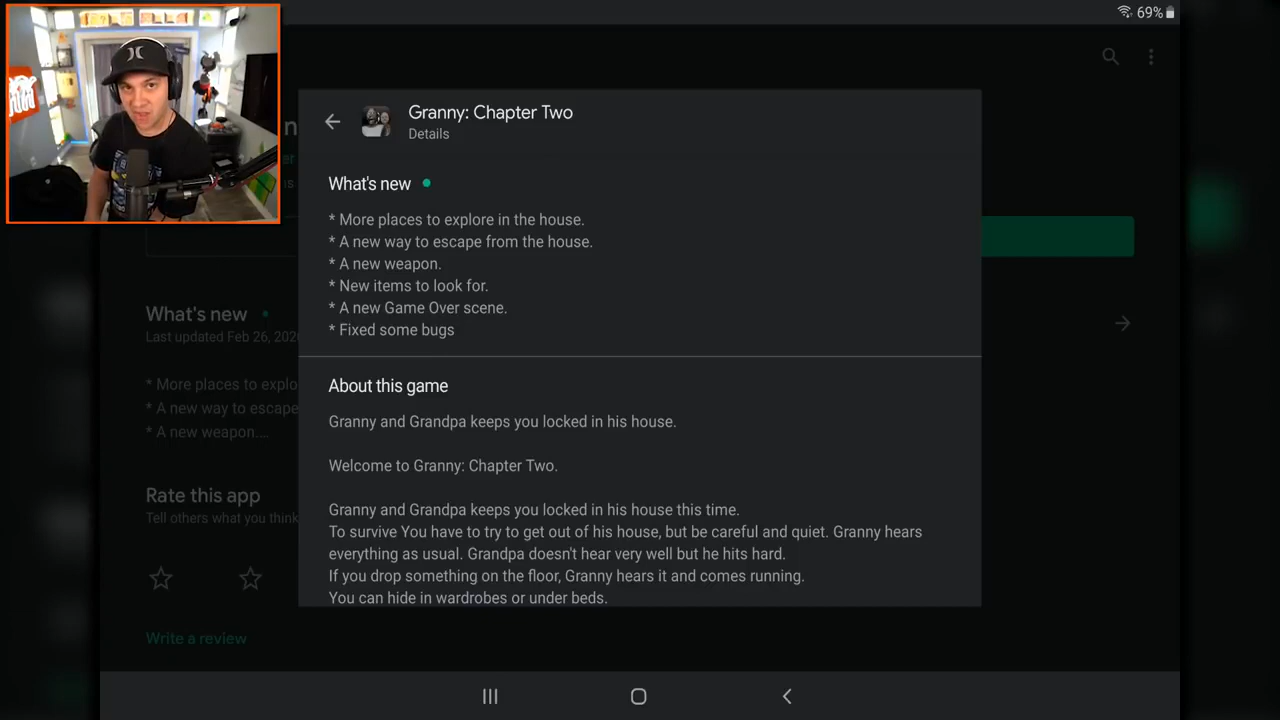 69%
Granny: Chapter Two
Details
What's new
* More places to explore in the house.
* A new way to escape from the house.
* A new weapon.
* New items to look for.
* A new Game Over scene.
* Fixed some bugs
About this game
Granny and Grandpa keeps you locked in his house.
Welcome to Granny: Chapter Two.
Granny and Grandpa keeps you locked in his house this time.
To survive You have to try to get out of his house, but be careful and quiet. Granny hears
everything as usual. Grandpa doesn't hear very well but he hits hard.
If you drop something on the floor, Granny hears it and comes running.
You can hide in wardrobes or under beds.
What's new
Last updated Feb 26, 202
* More places to explo
* A new way to escape
* A new weapon....
Rate this app
Tell others what you think
Write a review